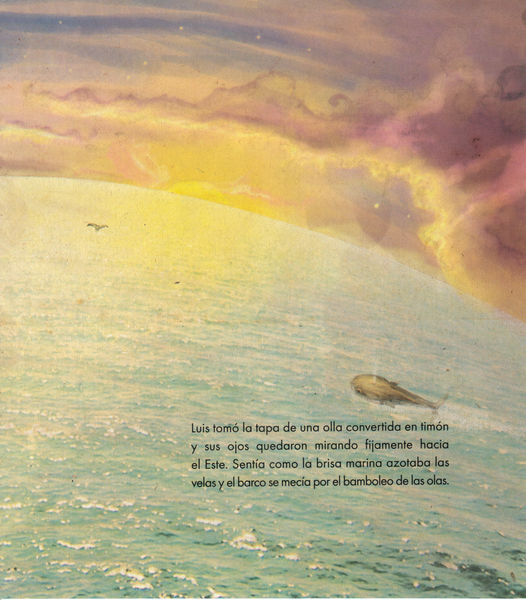 Luis tomó la tapa de una olla convertida en timón
y sus ojos quedaron mirando fijamente hacia
el Este. Sentía como la brisa marina azotaba las
velas y el barco se mecía por el bamboleo de las olas.